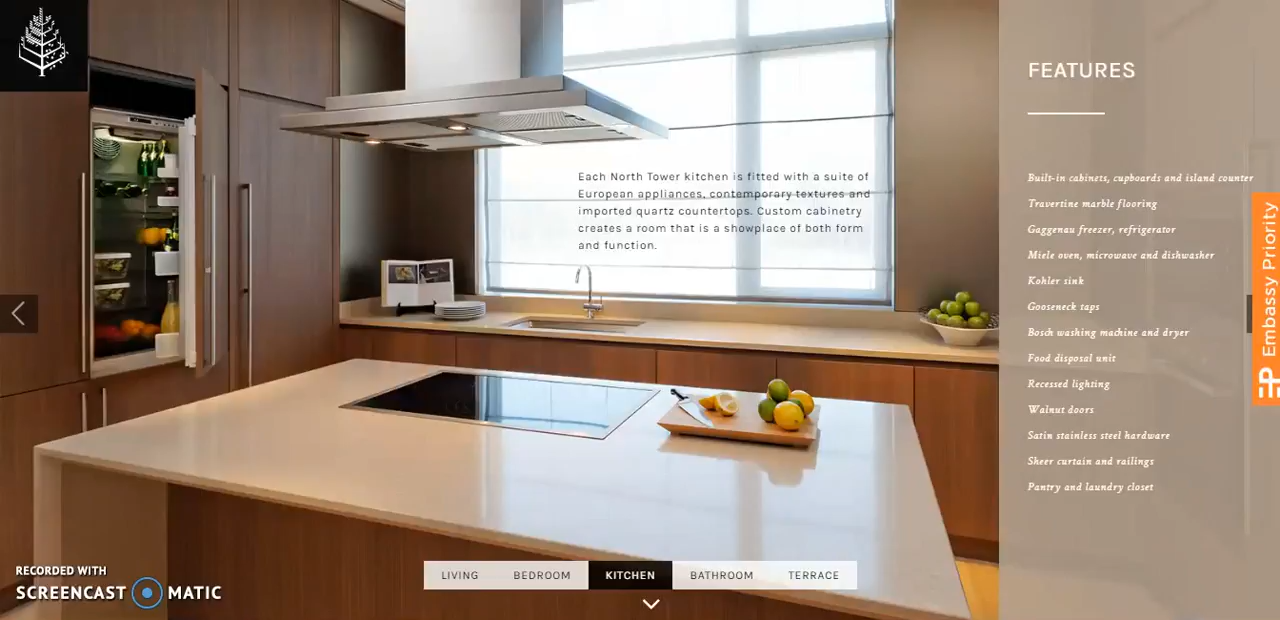 FEATURES
Each North Tower kitchen is fitted with a suite of
European appliances, contemporary textures and
imported quartz countertops. Custom cabinetry
creates a room that is a showplace of both form
and function.
Built-in cabinets, cupboards and island counter
Travertine marble flooring
Gaggenau freezer, refrigerator
Miele oven, microwave and dishwasher
Kohler sink
Gooseneck taps
Bosch washing machine and dryer
Food disposal unit
Recessed lighting
Walnut doors
Satin stainless steel hardware
Sheer curtain and railings
Pantry and laundry closet
Embassy Priority
LIVING BEDROOM KITCHEN BATHROOM TERRACE
RECORDED WITH
SCREENCAST MATIC